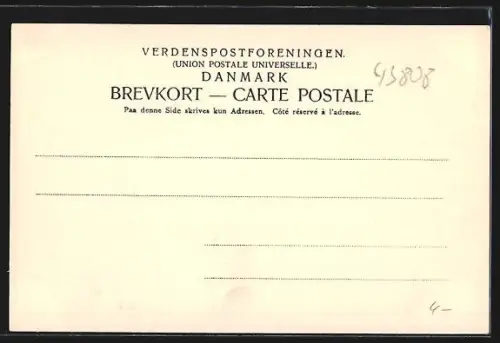 VERDENSPOSTFORENINGEN.
(UNION POSTALE UNIVERSELLE.)
DANMARK
BREVKORT — CARTE POSTALE
Paa denne Side skrives kun Adressen. Côté réservé à l'adresse.
43808
4-